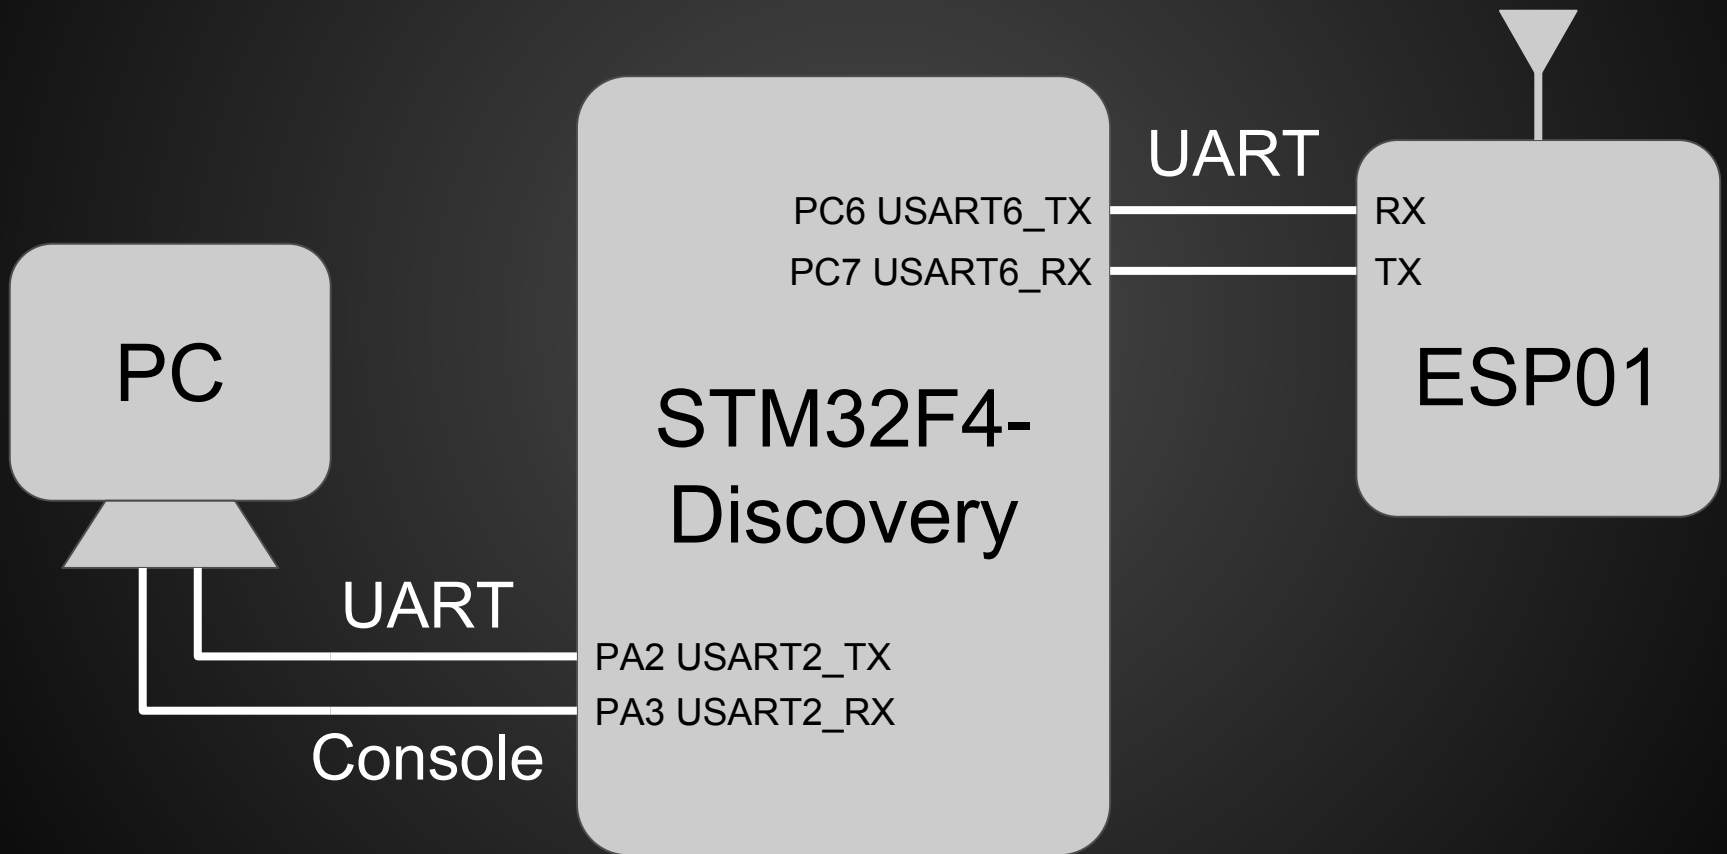 UART
PC6 USART6_TX
RX
PC7 USART6_RX
TX
PC
ESP01
STM32F4-
Discovery
UART
PA2 USART2_TX
PA3 USART2_RX
Console